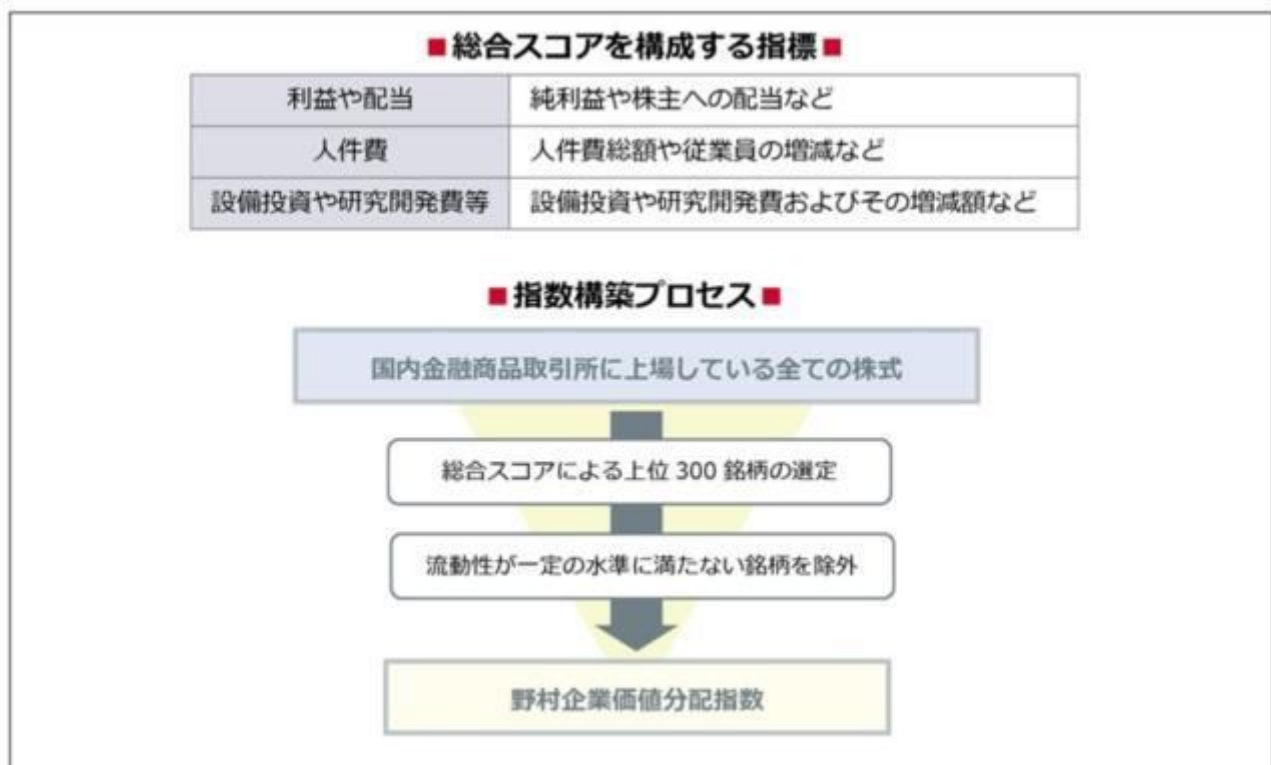 ■総合スコアを構成する指標■
利益や配当 純利益や株主への配当など
人件費 人件費総額や従業員の増減など
設備投資や研究開発費等 設備投資や研究開発費およびその増減額など
■指数構築プロセス■
国内金融商品取引所に上場している全ての株式
総合スコアによる上位 300 銘柄の選定
流動性が一定の水準に満たない銘柄を除外
野村企業価値分配指数